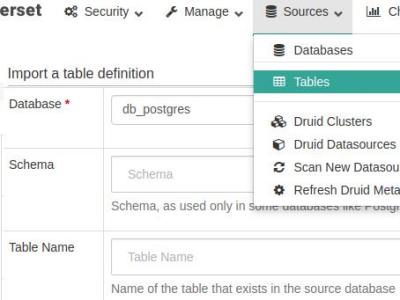 erset Security Manage Sources Ch
Databases
Import a table definition
Tables
Database * db_postgres
Druid Clusters
Druid Datasources
Schema Schema Scan New Datasou
Refresh Druid Meta
Schema, as used only in some databases like Postgr
Table Name Table Name
Name of the table that exists in the source database